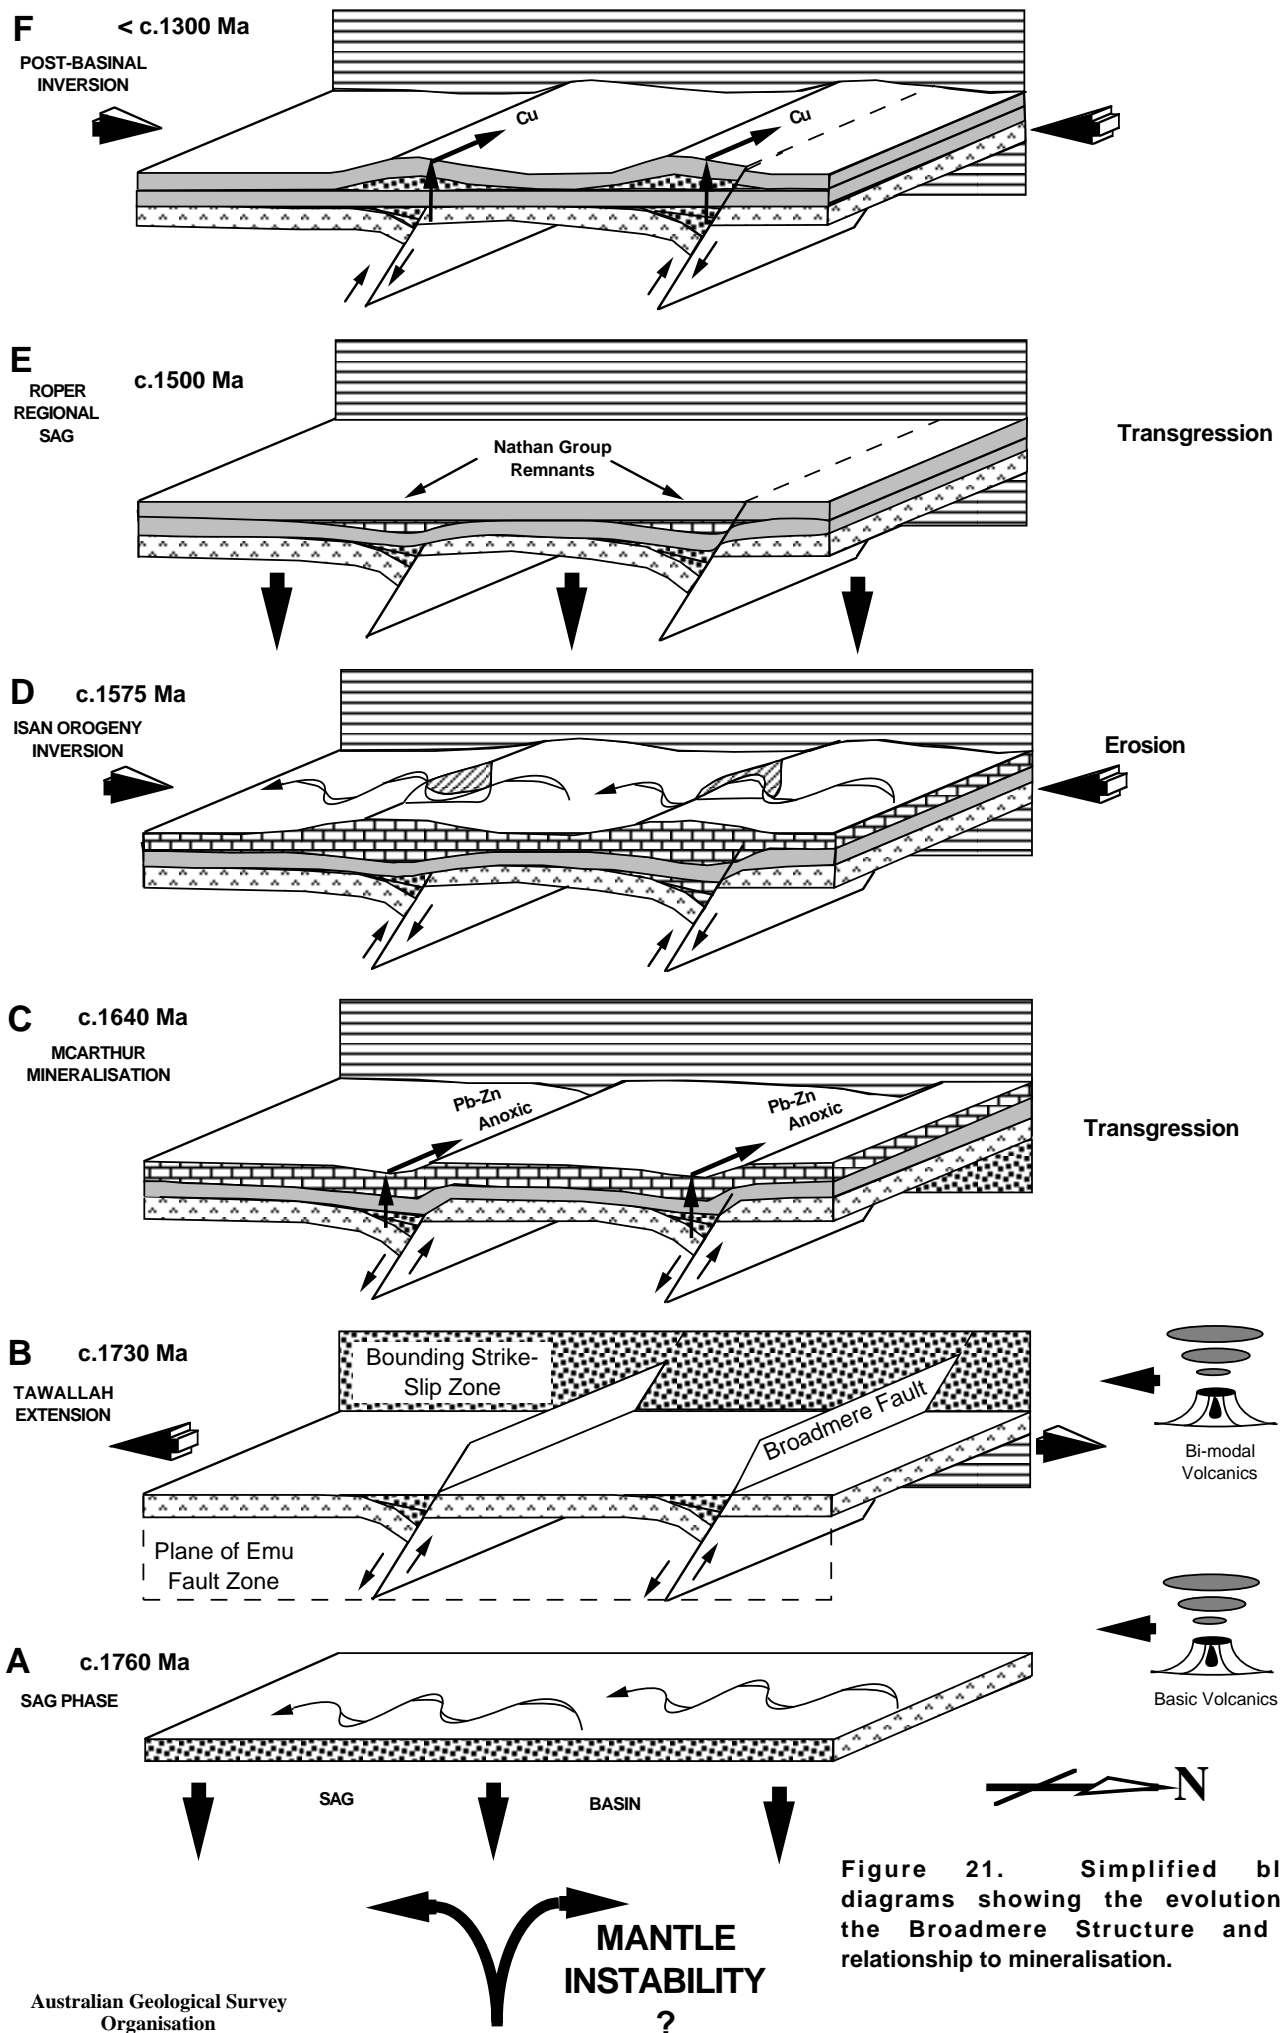 F
< c.1300 Ma
POST-BASINAL
INVERSION
Cu
Cu
E
c.1500 Ma
ROPER
REGIONAL
SAG
Nathan Group
Remnants
Transgression
D
c.1575 Ma
ISAN OROGENY
INVERSION
Erosion
C
c.1640 Ma
MCARTHUR
MINERALISATION
Pb-Zn
Anoxic
Pb-Zn
Anoxic
Transgression
B
c.1730 Ma
TAWALLAH
EXTENSION
Bounding Strike-
Slip Zone
Broadmere Fault
Plane of Emu
Fault Zone
Bi-modal
Volcanics
A
c.1760 Ma
SAG PHASE
Basic Volcanics
SAG
BASIN
N
MANTLE
INSTABILITY
?
Figure 21. Simplified bl
diagrams showing the evolution
the Broadmere Structure and
relationship to mineralisation.
Australian Geological Survey
Organisation